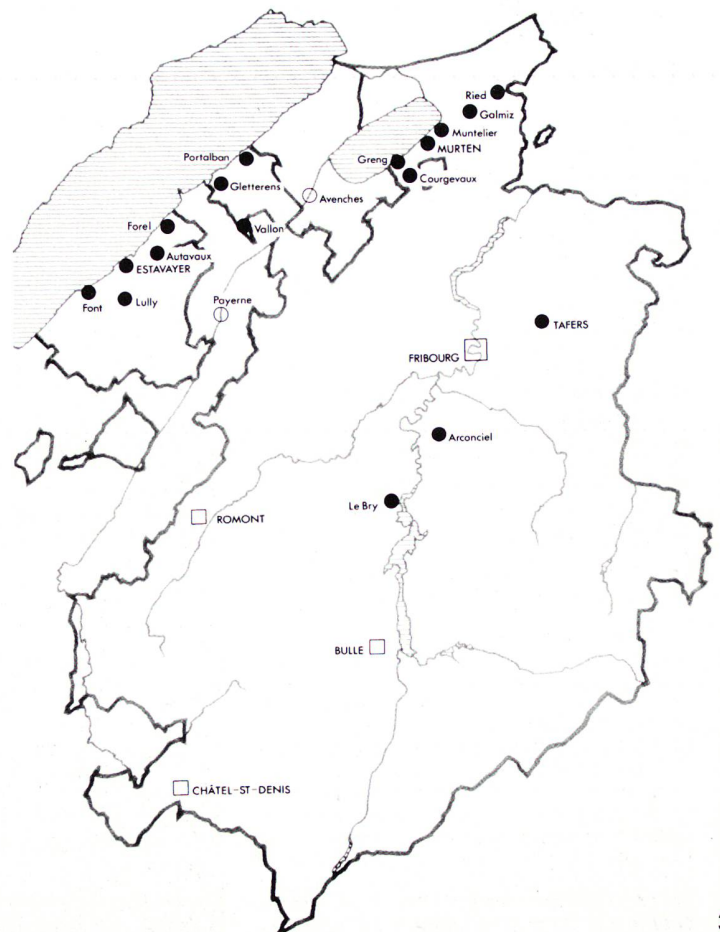 Ried
Galmiz
Muntelier
MURTEN
Portalban
Greng
Courgevaux
Gletterens
Avenches
Forel
Vallon
Autavaux
ESTAVAYER
Font
Lully
Payerne
TAFERS
FRIBOURG
Arconciel
Le Bry
ROMONT
BULLE
CHÂTEL-ST-DENIS